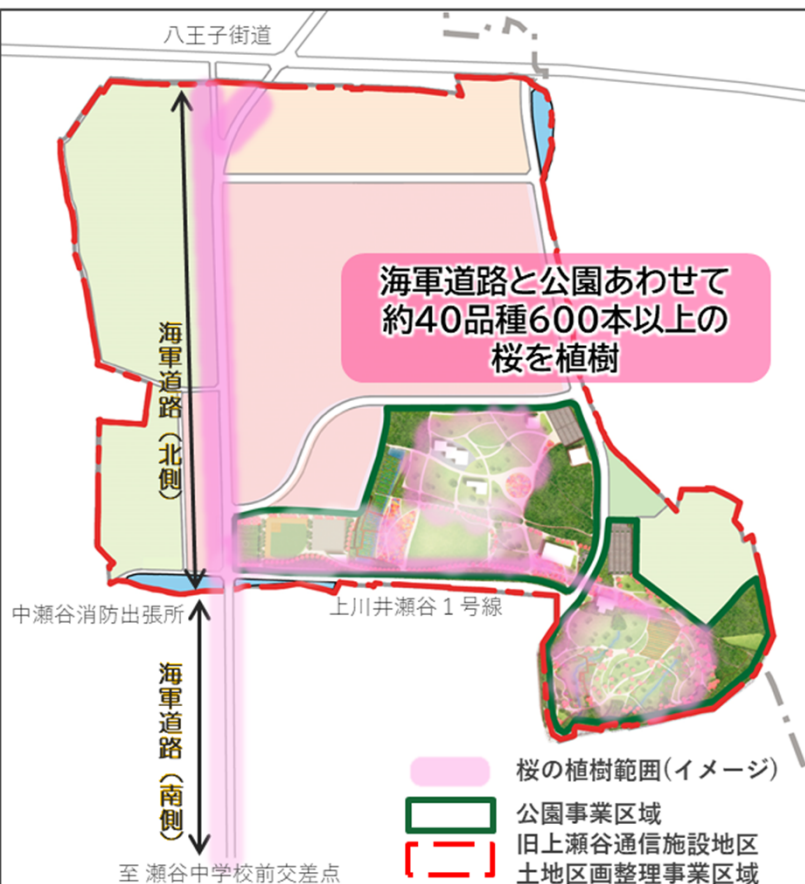 八王子街道
海軍道路と公園あわせて
約40品種600本以上の
桜を植樹
海軍道路（北側）
中瀬谷消防出張所
上川井瀬谷１号線
海軍道路（南側）
至 瀬谷中学校前交差点
桜の植樹範囲(イメージ)
公園事業区域
旧上瀬谷通信施設地区
土地区画整理事業区域